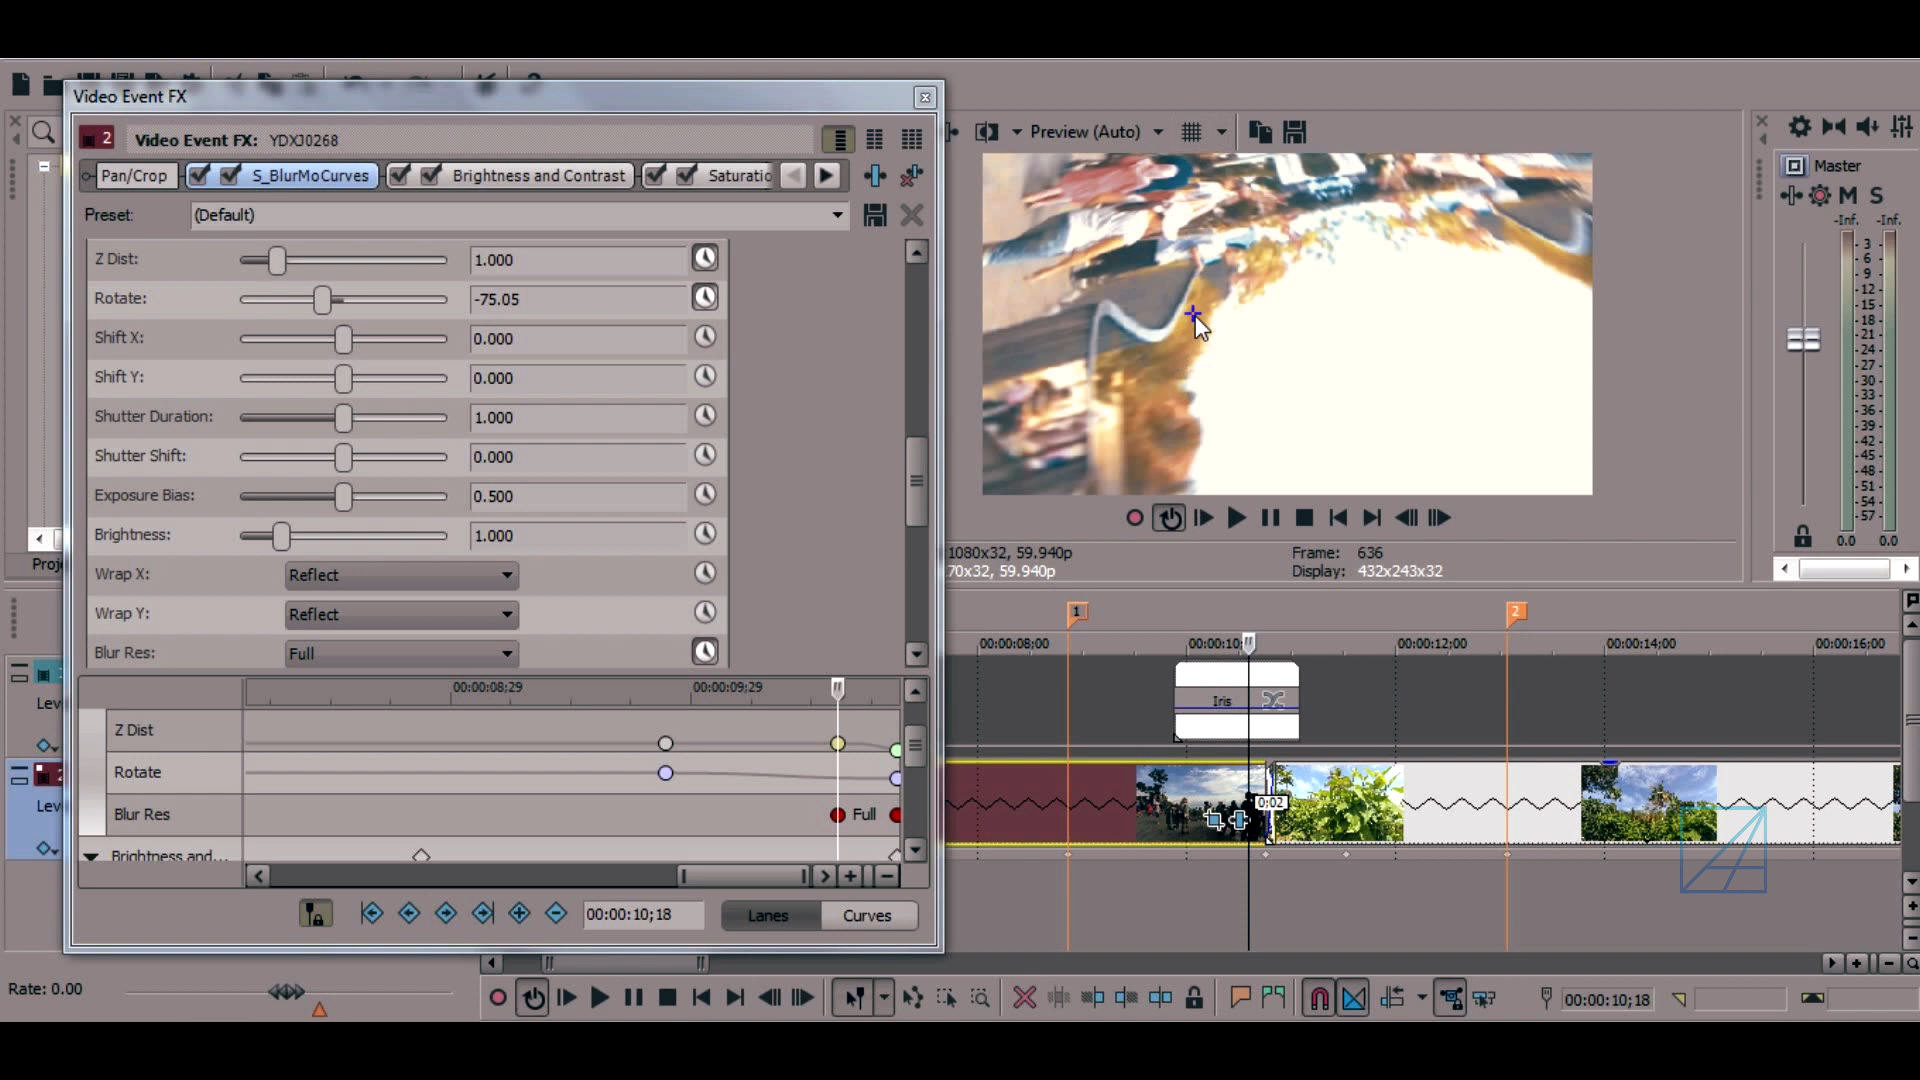 Video Event FX
2 Video Event FX: YDXJ0268
Pan/Crop S_BlurMoCurves Brightness and Contrast Saturatio
Preset: (Default)
Z Dist: 1.000
Rotate: -75.05
Shift X: 0.000
Shift Y: 0.000
Shutter Duration: 1.000
Shutter Shift: 0.000
Exposure Bias: 0.500
Brightness: 1.000
Wrap X: Reflect
Wrap Y: Reflect
Blur Res: Full
00:00:08;29 00:00:09;29
Z Dist
Rotate
Blur Res Full
Brightness and...
00:00:10;18 Lanes Curves
Proje
Leve
2
Leve
Rate: 0.00
Preview (Auto)
1080x32, 59.940p
70x32, 59.940p
Frame: 636
Display: 432x243x32
Master
M S
-Inf. -Inf.
3
6
9
12
15
18
21
24
27
30
33
36
39
42
45
48
51
54
57
0.0 0.0
1 2
00:00:08;00 00:00:10; 00:00:12;00 00:00:14;00 00:00:16;00
Iris
0;02
00:00:10;18